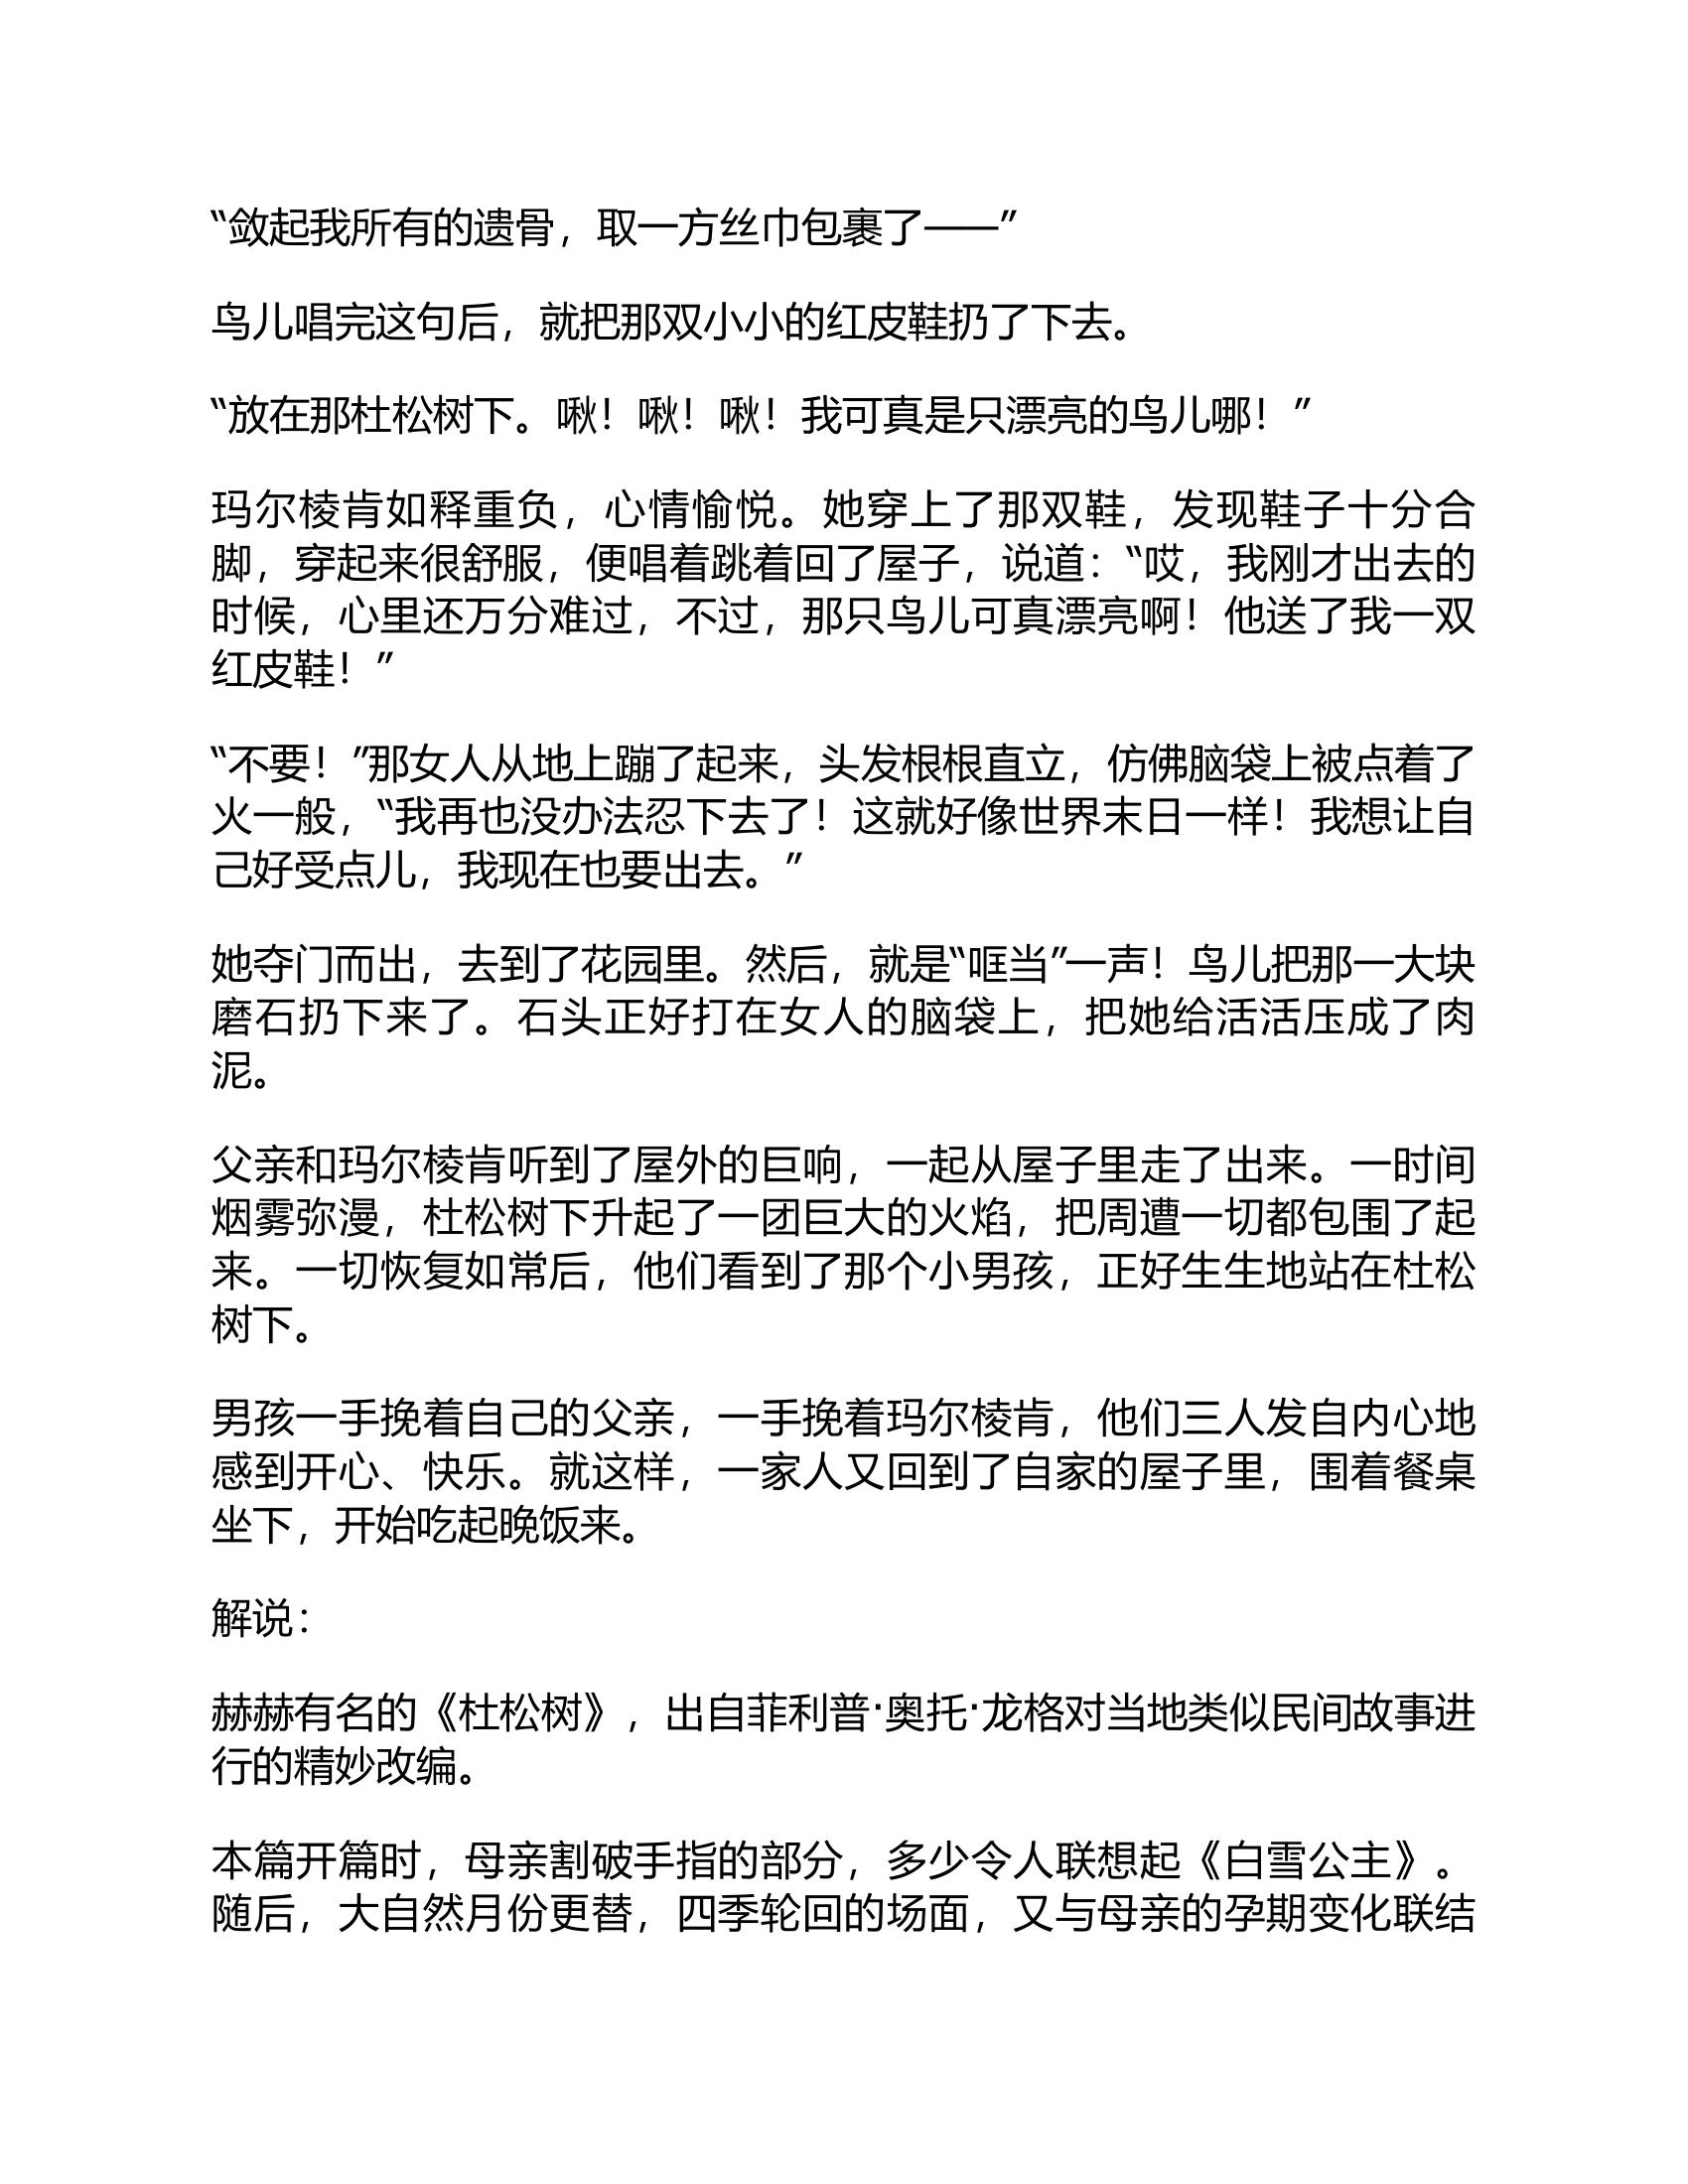 “敛起我所有的遗骨，取一方丝巾包裹了——”
鸟儿唱完这句后，就把那双小小的红皮鞋扔了下去。
“放在那杜松树下。啾！啾！啾！我可真是只漂亮的鸟儿哪！”
玛尔棱肯如释重负，心情愉悦。她穿上了那双鞋，发现鞋子十分合
脚，穿起来很舒服，便唱着跳着回了屋子，说道：“哎，我刚才出去的
时候，心里还万分难过，不过，那只鸟儿可真漂亮啊！他送了我一双
红皮鞋！”
“不要！”那女人从地上蹦了起来，头发根根直立，仿佛脑袋上被点着了
火一般，“我再也没办法忍下去了！这就好像世界末日一样！我想让自
己好受点儿，我现在也要出去。”
她夺门而出，去到了花园里。然后，就是“哐当”一声！鸟儿把那一大块
磨石扔下来了。石头正好打在女人的脑袋上，把她给活活压成了肉
泥。
父亲和玛尔棱肯听到了屋外的巨响，一起从屋子里走了出来。一时间
烟雾弥漫，杜松树下升起了一团巨大的火焰，把周遭一切都包围了起
来。一切恢复如常后，他们看到了那个小男孩，正好生生地站在杜松
树下。
男孩一手挽着自己的父亲，一手挽着玛尔棱肯，他们三人发自内心地
感到开心、快乐。就这样，一家人又回到了自家的屋子里，围着餐桌
坐下，开始吃起晚饭来。
解说：
赫赫有名的《杜松树》，出自菲利普·奥托·龙格对当地类似民间故事进
行的精妙改编。
本篇开篇时，母亲割破手指的部分，多少令人联想起《白雪公主》。
随后，大自然月份更替，四季轮回的场面，又与母亲的孕期变化联结